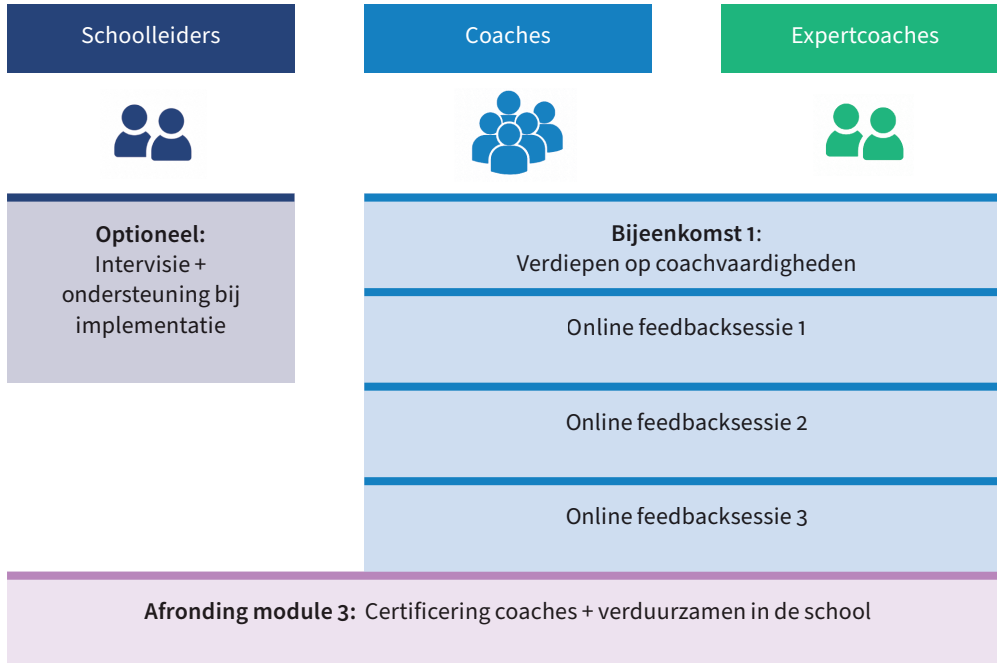 Schoolleiders
Coaches
Expertcoaches
Optioneel:
Intervisie +
ondersteuning bij
implementatie
Bijeenkomst 1:
Verdiepen op coachvaardigheden
Online feedbacksessie 1
Online feedbacksessie 2
Online feedbacksessie 3
Afronding module 3: Certificering coaches + verduurzamen in de school